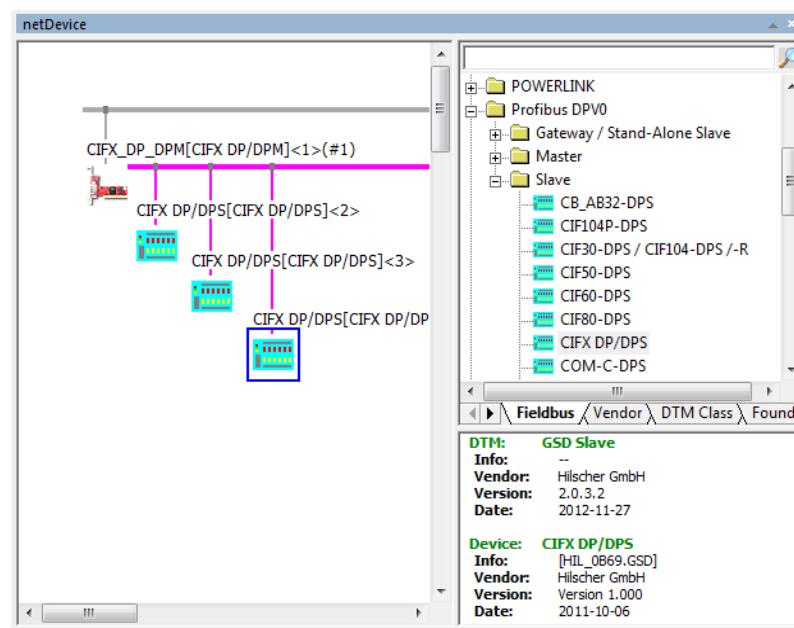 netDevice
CIFX_DP_DPM[CIFX DP/DPM]<1>(#1)
CIFX DP/DPS[CIFX DP/DPS]<2>
CIFX DP/DPS[CIFX DP/DPS]<3>
CIFX DP/DPS[CIFX DP/DP
POWERLINK
Profibus DPV0
Gateway / Stand-Alone Slave
Master
Slave
CB_AB32-DPS
CIF104P-DPS
CIF30-DPS / CIF104-DPS /-R
CIF50-DPS
CIF60-DPS
CIF80-DPS
CIFX DP/DPS
COM-C-DPS
Fieldbus Vendor DTM Class Found
DTM: GSD Slave
Info: --
Vendor: Hilscher GmbH
Version: 2.0.3.2
Date: 2012-11-27
Device: CIFX DP/DPS
Info: [HIL_0B69.GSD]
Vendor: Hilscher GmbH
Version: Version 1.000
Date: 2011-10-06